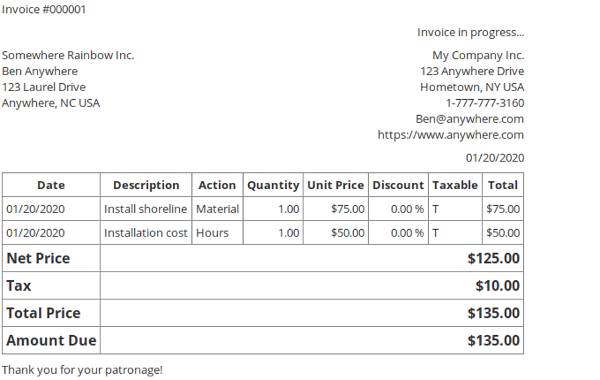 Invoice #000001
Invoice in progress...
Somewhere Rainbow Inc.
Ben Anywhere
123 Laurel Drive
Anywhere, NC USA
My Company Inc.
123 Anywhere Drive
Hometown, NY USA
1-777-777-3160
Ben@anywhere.com
https://www.anywhere.com
01/20/2020
Date Description Action Quantity Unit Price Discount Taxable Total
01/20/2020 Install shoreline Material 1.00 $75.00 0.00 % T $75.00
01/20/2020 Installation cost Hours 1.00 $50.00 0.00 % T $50.00
Net Price $125.00
Tax $10.00
Total Price $135.00
Amount Due $135.00
Thank you for your patronage!